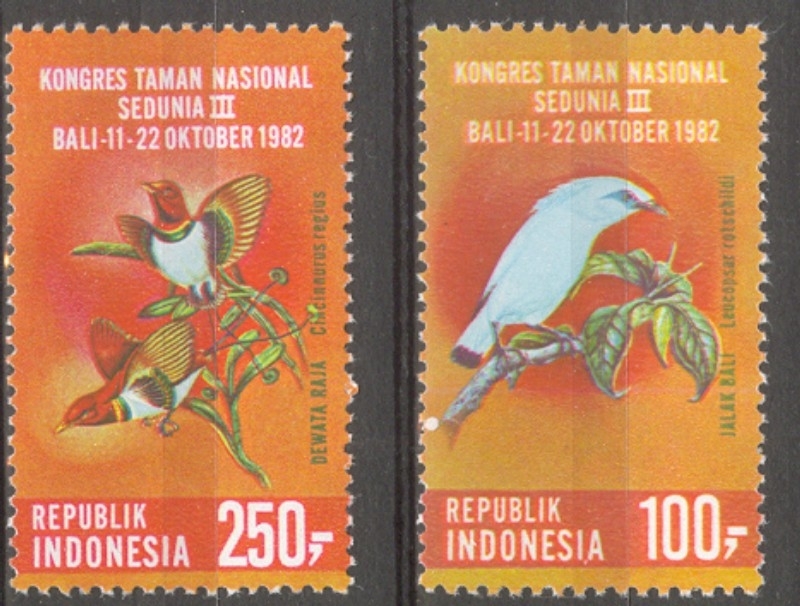 KONGRES TAMAN NASIONAL
SEDUNIA III
BALI-11-22 OKTOBER 1982
DEWATA RAJA Cincinnurus regius
REPUBLIK
INDONESIA
250,-
KONGRES TAMAN NASIONAL
SEDUNIA III
BALI-11-22 OKTOBER 1982
JALAK BALI Leucopsar rotschildi
REPUBLIK
INDONESIA
100,-